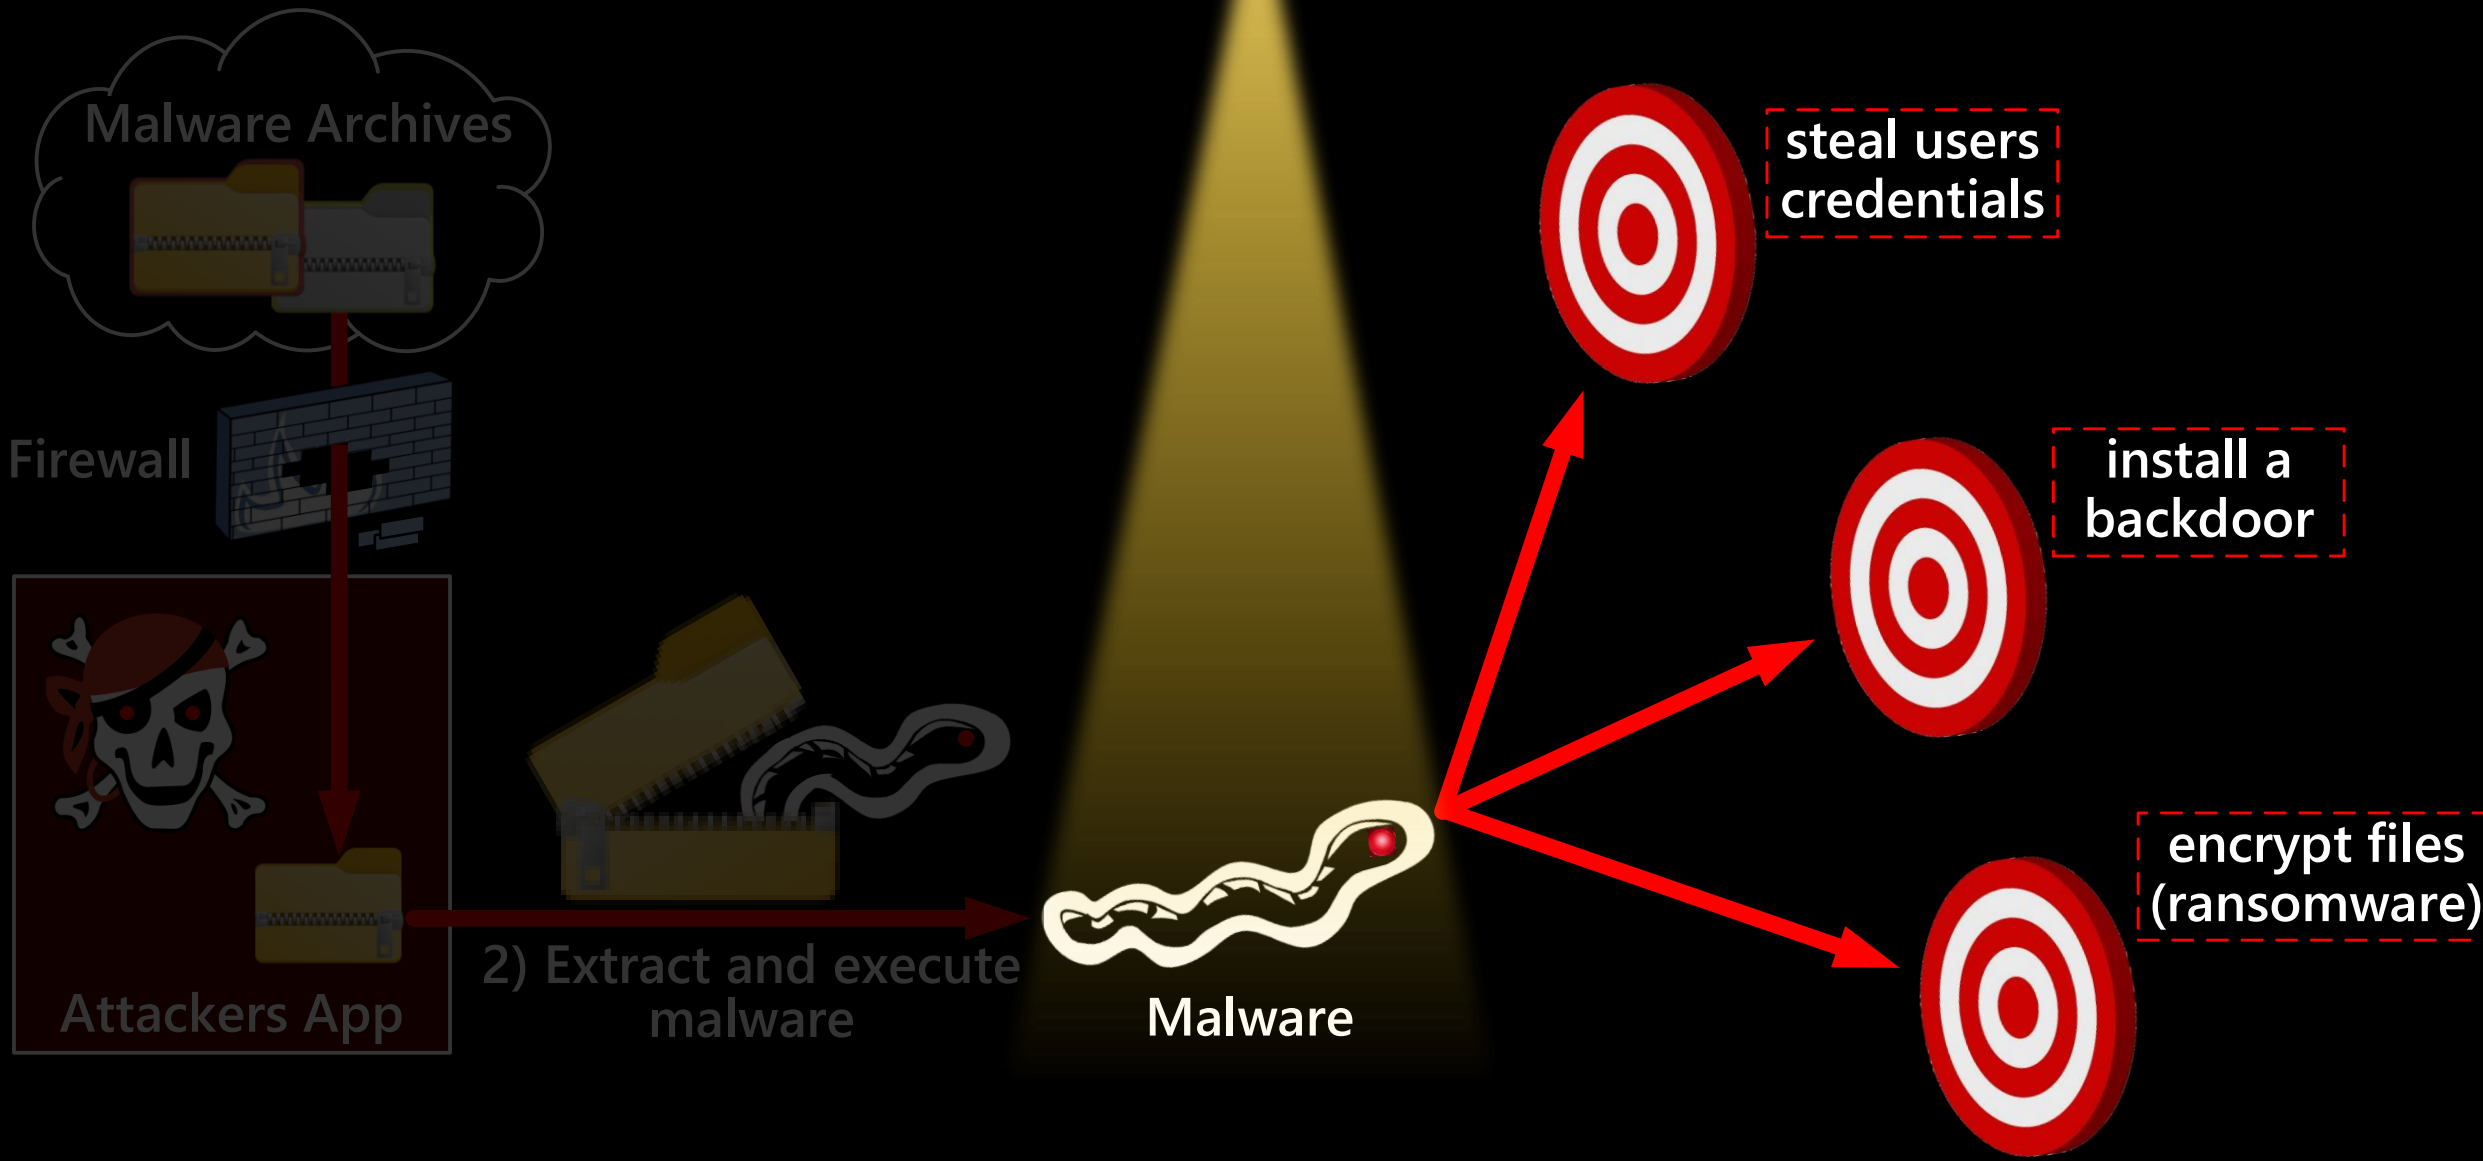 Malware Archives
Firewall
Attackers App
2) Extract and execute
malware
Malware
steal users
credentials
install a
backdoor
encrypt files
(ransomware)